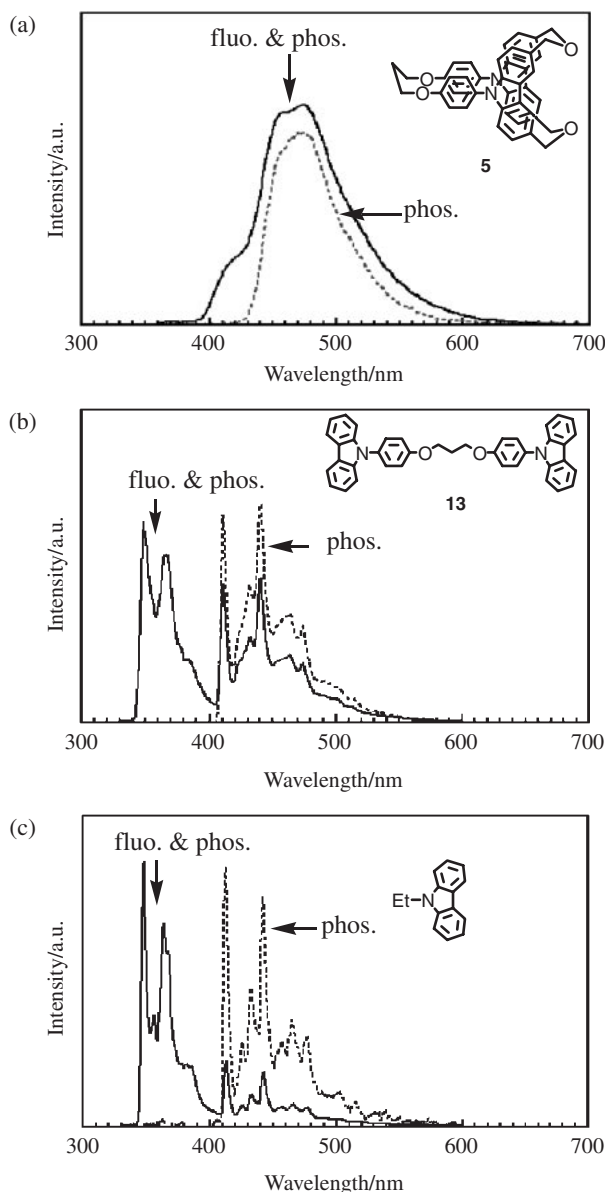 (a)
fluo. & phos.
phos.
O
O
N
N
O
O
5
Intensity/a.u.
300 400 500 600 700
Wavelength/nm
(b)
fluo. & phos.
phos.
N
O
O
N
13
Intensity/a.u.
300 400 500 600 700
Wavelength/nm
(c)
fluo. & phos.
phos.
Et-N
Intensity/a.u.
300 400 500 600 700
Wavelength/nm